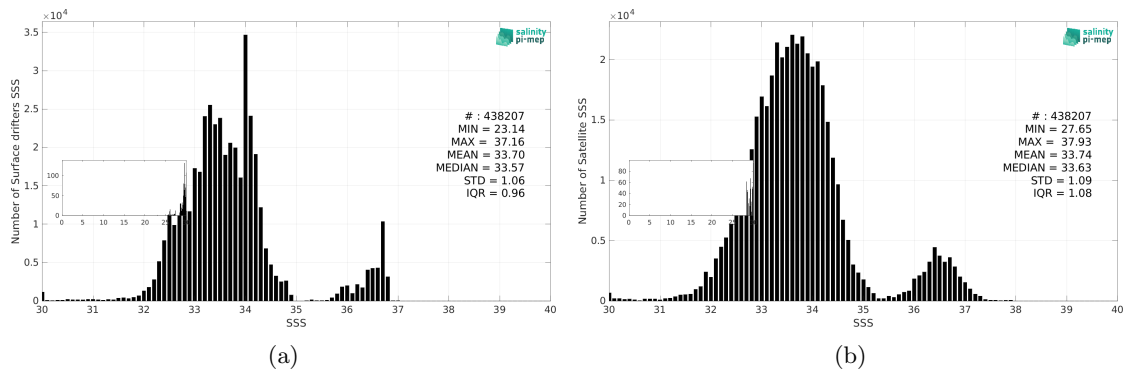 ×10⁴
3.5
3
2.5
2
1.5
1
0.5
0
30 31 32 33 34 35 36 37 38 39 40
SSS
Number of Surface drifters SSS
salinity
pi-mep
# : 438207
MIN = 23.14
MAX = 37.16
MEAN = 33.70
MEDIAN = 33.57
STD = 1.06
IQR = 0.96
100
50
0
0 5 10 15 20 25
(a)
×10⁴
2
1.5
1
0.5
0
30 31 32 33 34 35 36 37 38 39 40
SSS
Number of Satellite SSS
salinity
pi-mep
# : 438207
MIN = 27.65
MAX = 37.93
MEAN = 33.74
MEDIAN = 33.63
STD = 1.09
IQR = 1.08
80
60
40
20
0
0 5 10 15 20 25
(b)